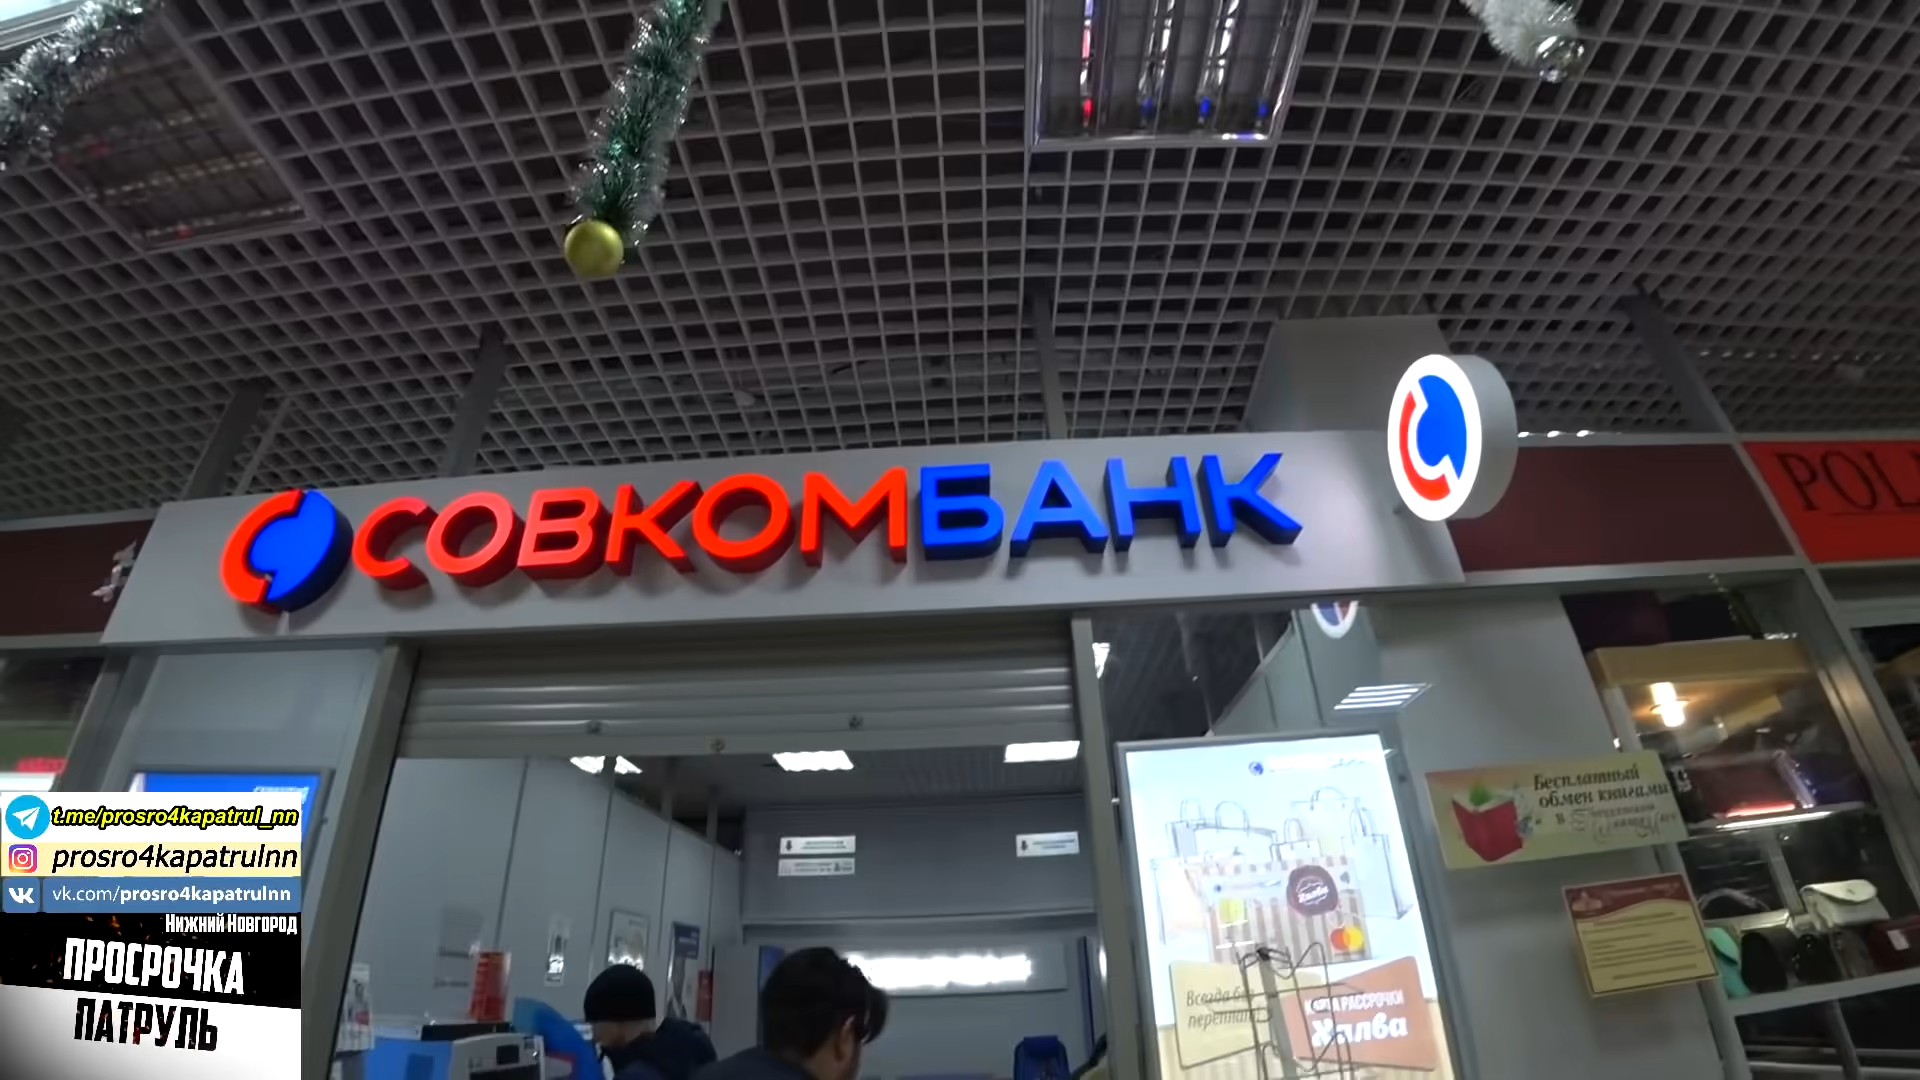 СОВКОМБАНК
POL
Бесплатный
обмен книгами
в
Халва
Всегда без
переплат
КАРТА РАССРОЧКИ
Халва
t.me/prosro4kapatrul_nn
prosro4kapatrulnn
vk.com/prosro4kapatrulnn
НИЖНИЙ НОВГОРОД
ПРОСРОЧКА
ПАТРУЛЬ